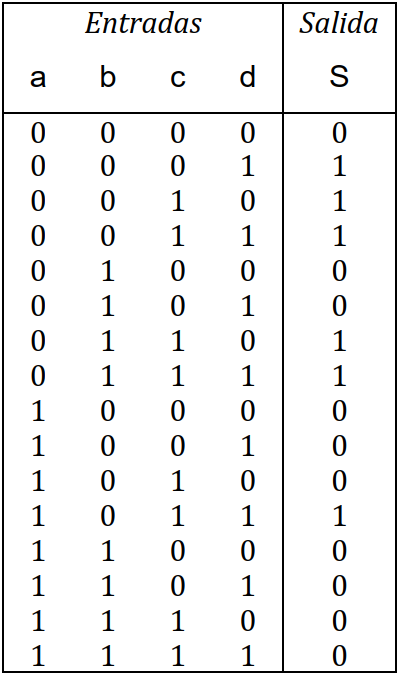 Entradas Salida
a b c d S
0 0 0 0 0
0 0 0 1 1
0 0 1 0 1
0 0 1 1 1
0 1 0 0 0
0 1 0 1 0
0 1 1 0 1
0 1 1 1 1
1 0 0 0 0
1 0 0 1 0
1 0 1 0 0
1 0 1 1 1
1 1 0 0 0
1 1 0 1 0
1 1 1 0 0
1 1 1 1 0